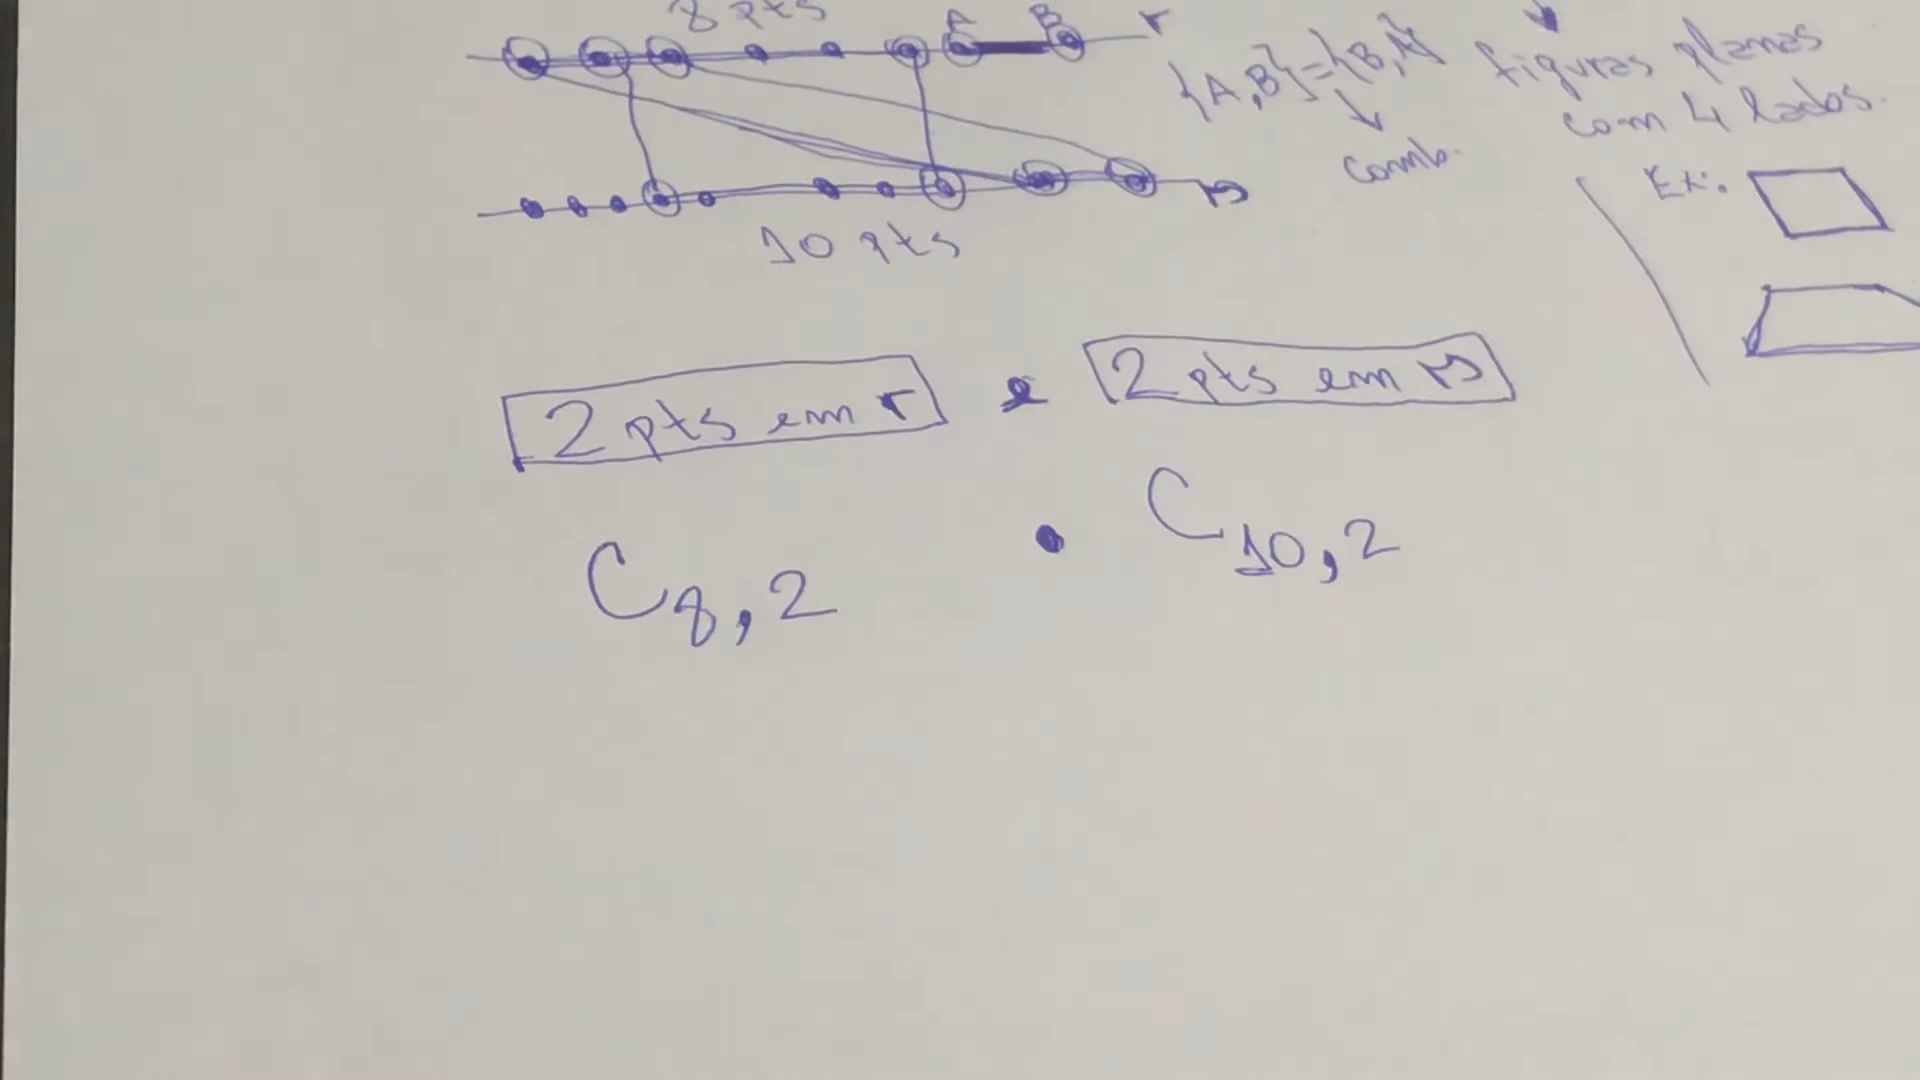 8 pts
A B r
{A,B}={B,A}
comb.
figuras planas
com 4 lados.
Ex:
s
10 pts
2 pts em r e 2 pts em s
C8,2 . C10,2